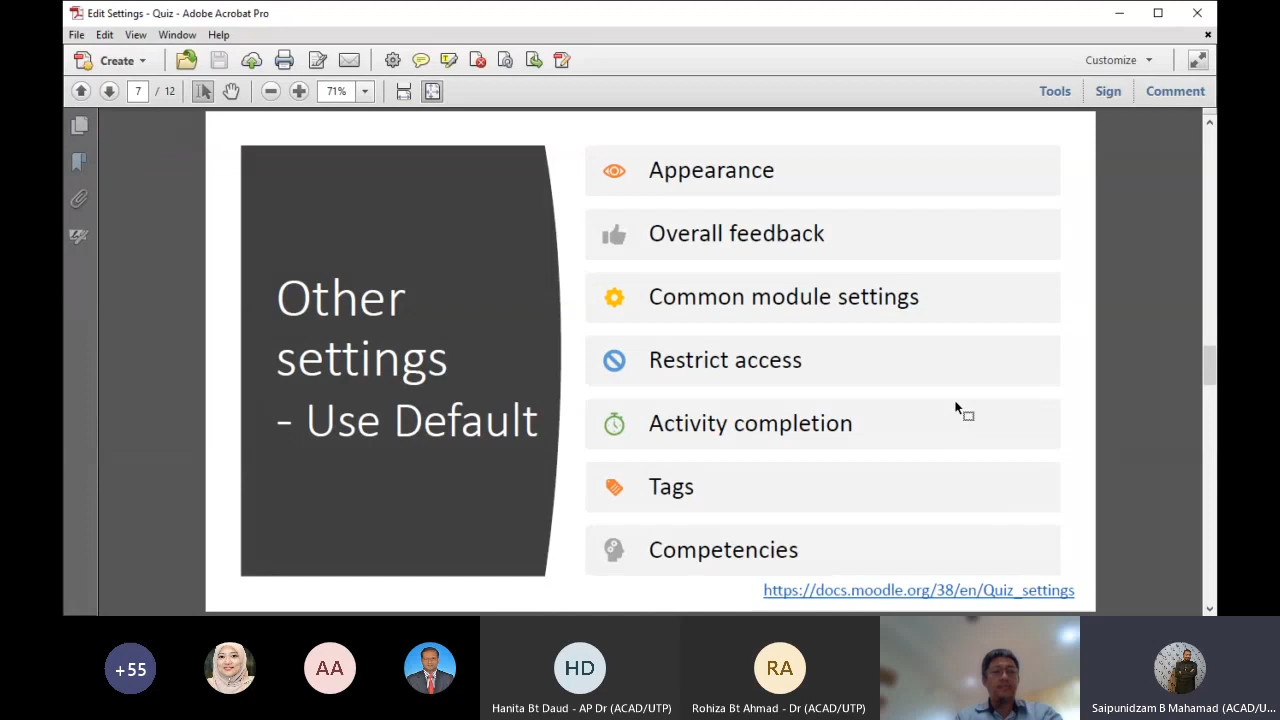 Edit Settings - Quiz - Adobe Acrobat Pro
File Edit View Window Help
Create
Customize
7 / 12
71%
Tools Sign Comment
Other
settings
- Use Default
Appearance
Overall feedback
Common module settings
Restrict access
Activity completion
Tags
Competencies
https://docs.moodle.org/38/en/Quiz_settings
+55
AA
HD
RA
Hanita Bt Daud - AP Dr (ACAD/UTP)
Rohiza Bt Ahmad - Dr (ACAD/UTP)
Saipunidzam B Mahamad (ACAD/U...